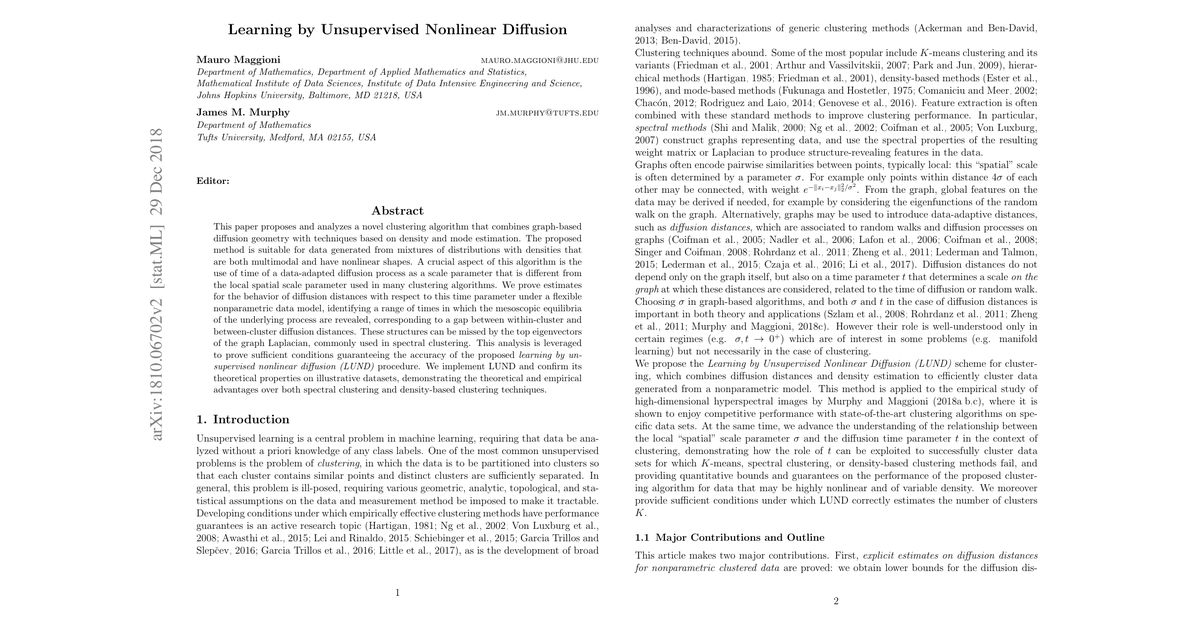 Learning by Unsupervised Nonlinear Diffusion
Mauro Maggioni mauro.maggioni@jhu.edu
Department of Mathematics, Department of Applied Mathematics and Statistics,
Mathematical Institute of Data Sciences, Institute of Data Intensive Engineering and Science,
Johns Hopkins University, Baltimore, MD 21218, USA
James M. Murphy jm.murphy@tufts.edu
Department of Mathematics
Tufts University, Medford, MA 02155, USA
Editor:
Abstract
This paper proposes and analyzes a novel clustering algorithm that combines graph-based
diffusion geometry with techniques based on density and mode estimation. The proposed
method is suitable for data generated from mixtures of distributions with densities that
are both multimodal and have nonlinear shapes. A crucial aspect of this algorithm is the
use of time of a data-adapted diffusion process as a scale parameter that is different from
the local spatial scale parameter used in many clustering algorithms. We prove estimates
for the behavior of diffusion distances with respect to this time parameter under a flexible
nonparametric data model, identifying a range of times in which the mesoscopic equilibria
of the underlying process are revealed, corresponding to a gap between within-cluster and
between-cluster diffusion distances. These structures can be missed by the top eigenvectors
of the graph Laplacian, commonly used in spectral clustering. This analysis is leveraged
to prove sufficient conditions guaranteeing the accuracy of the proposed learning by un-
supervised nonlinear diffusion (LUND) procedure. We implement LUND and confirm its
theoretical properties on illustrative datasets, demonstrating the theoretical and empirical
advantages over both spectral clustering and density-based clustering techniques.
1. Introduction
Unsupervised learning is a central problem in machine learning, requiring that data be ana-
lyzed without a priori knowledge of any class labels. One of the most common unsupervised
problems is the problem of clustering, in which the data is to be partitioned into clusters so
that each cluster contains similar points and distinct clusters are sufficiently separated. In
general, this problem is ill-posed, requiring various geometric, analytic, topological, and sta-
tistical assumptions on the data and measurement method be imposed to make it tractable.
Developing conditions under which empirically effective clustering methods have performance
guarantees is an active research topic (Hartigan, 1981; Ng et al., 2002; Von Luxburg et al.,
2008; Awasthi et al., 2015; Lei and Rinaldo, 2015; Schiebinger et al., 2015; Garcia Trillos and
Slepčev, 2016; Garcia Trillos et al., 2016; Little et al., 2017), as is the development of broad
1
arXiv:1810.06702v2 [stat.ML] 29 Dec 2018
analyses and characterizations of generic clustering methods (Ackerman and Ben-David,
2013; Ben-David, 2015).
Clustering techniques abound. Some of the most popular include K-means clustering and its
variants (Friedman et al., 2001; Arthur and Vassilvitskii, 2007; Park and Jun, 2009), hierar-
chical methods (Hartigan, 1985; Friedman et al., 2001), density-based methods (Ester et al.,
1996), and mode-based methods (Fukunaga and Hostetler, 1975; Comaniciu and Meer, 2002;
Chacón, 2012; Rodriguez and Laio, 2014; Genovese et al., 2016). Feature extraction is often
combined with these standard methods to improve clustering performance. In particular,
spectral methods (Shi and Malik, 2000; Ng et al., 2002; Coifman et al., 2005; Von Luxburg,
2007) construct graphs representing data, and use the spectral properties of the resulting
weight matrix or Laplacian to produce structure-revealing features in the data.
Graphs often encode pairwise similarities between points, typically local: this “spatial” scale
is often determined by a parameter σ. For example only points within distance 4σ of each
other may be connected, with weight e^{−‖x_i−x_j‖_2^2/σ^2}. From the graph, global features on the
data may be derived if needed, for example by considering the eigenfunctions of the random
walk on the graph. Alternatively, graphs may be used to introduce data-adaptive distances,
such as diffusion distances, which are associated to random walks and diffusion processes on
graphs (Coifman et al., 2005; Nadler et al., 2006; Lafon et al., 2006; Coifman et al., 2008;
Singer and Coifman, 2008; Rohrdanz et al., 2011; Zheng et al., 2011; Lederman and Talmon,
2015; Lederman et al., 2015; Czaja et al., 2016; Li et al., 2017). Diffusion distances do not
depend only on the graph itself, but also on a time parameter t that determines a scale on the
graph at which these distances are considered, related to the time of diffusion or random walk.
Choosing σ in graph-based algorithms, and both σ and t in the case of diffusion distances is
important in both theory and applications (Szlam et al., 2008; Rohrdanz et al., 2011; Zheng
et al., 2011; Murphy and Maggioni, 2018c). However their role is well-understood only in
certain regimes (e.g. σ, t → 0⁺) which are of interest in some problems (e.g. manifold
learning) but not necessarily in the case of clustering.
We propose the Learning by Unsupervised Nonlinear Diffusion (LUND) scheme for cluster-
ing, which combines diffusion distances and density estimation to efficiently cluster data
generated from a nonparametric model. This method is applied to the empirical study of
high-dimensional hyperspectral images by Murphy and Maggioni (2018a,b,c), where it is
shown to enjoy competitive performance with state-of-the-art clustering algorithms on spe-
cific data sets. At the same time, we advance the understanding of the relationship between
the local “spatial” scale parameter σ and the diffusion time parameter t in the context of
clustering, demonstrating how the role of t can be exploited to successfully cluster data
sets for which K-means, spectral clustering, or density-based clustering methods fail, and
providing quantitative bounds and guarantees on the performance of the proposed cluster-
ing algorithm for data that may be highly nonlinear and of variable density. We moreover
provide sufficient conditions under which LUND correctly estimates the number of clusters
K.
1.1 Major Contributions and Outline
This article makes two major contributions. First, explicit estimates on diffusion distances
for nonparametric clustered data are proved: we obtain lower bounds for the diffusion dis-
2